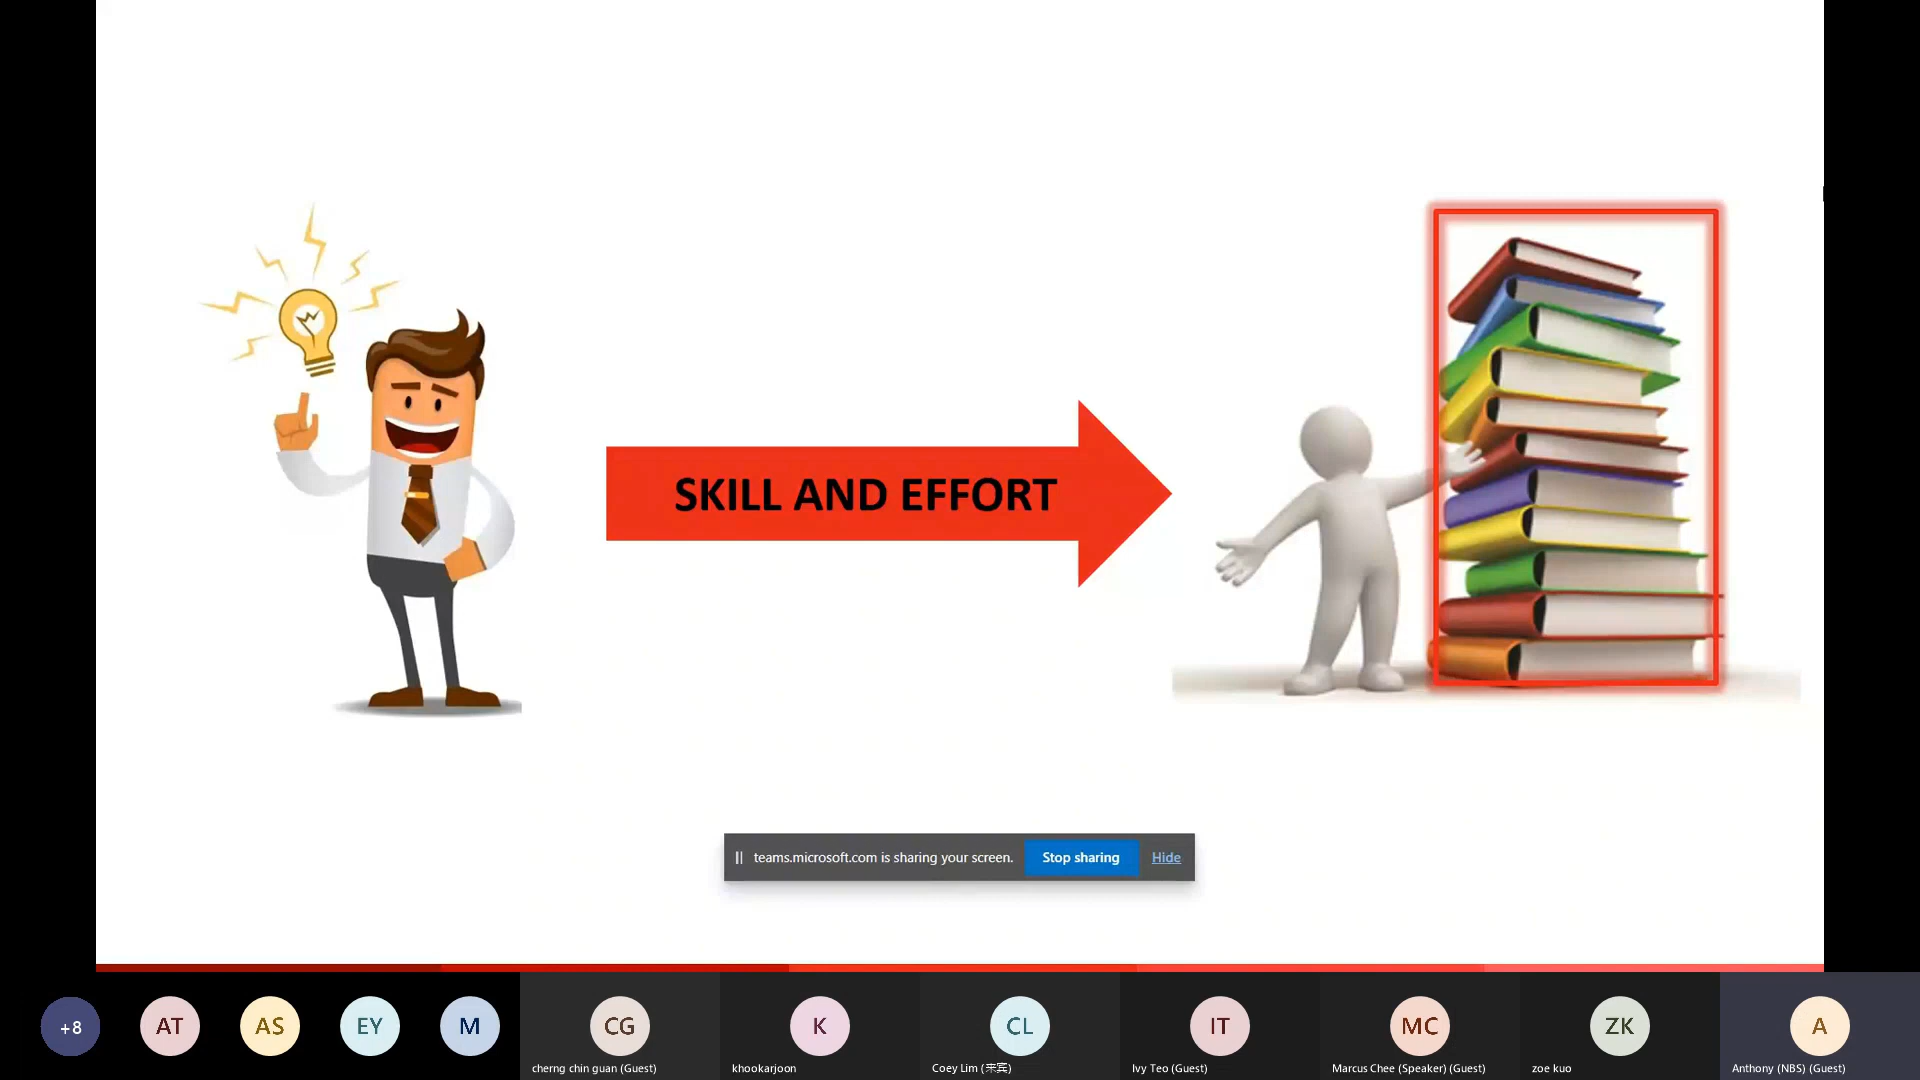 SKILL AND EFFORT
teams.microsoft.com is sharing your screen.
Stop sharing
Hide
+8
AT
AS
EY
M
CG
K
CL
IT
MC
ZK
A
cherng chin guan (Guest)
khookarjoon
Coey Lim (来宾)
Ivy Teo (Guest)
Marcus Chee (Speaker) (Guest)
zoe kuo
Anthony (NBS) (Guest)